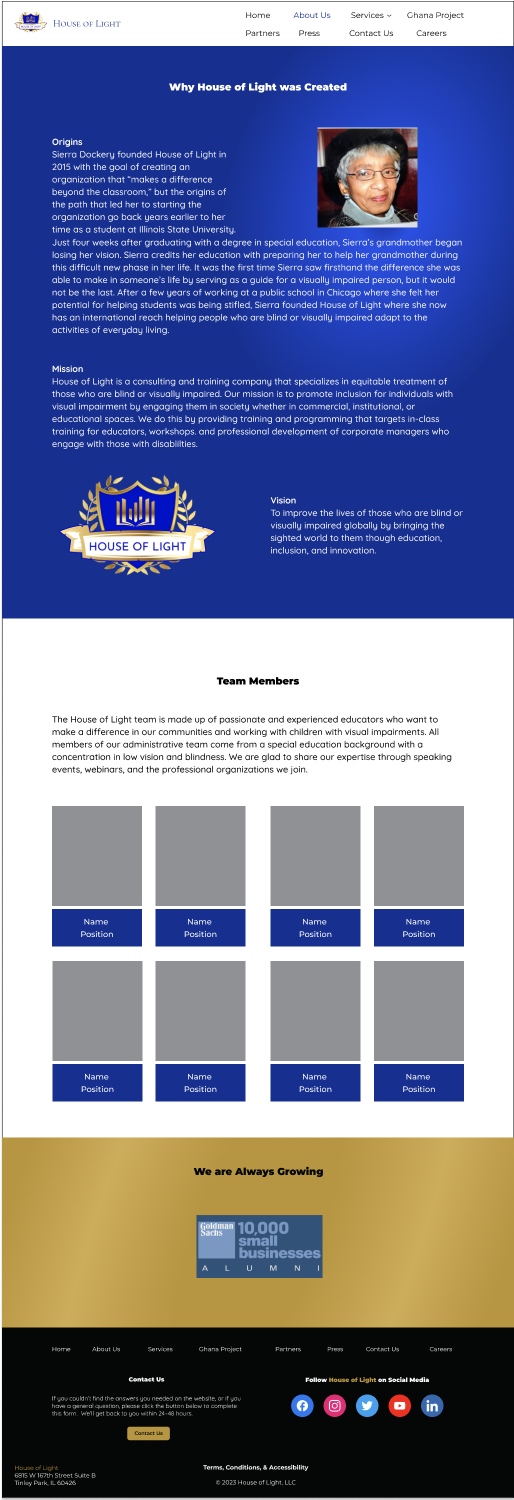 House of Light
Home About Us Services Ghana Project
Partners Press Contact Us Careers
Why House of Light was Created
Origins
Sierra Dockery founded House of Light in
2015 with the goal of creating an
organization that "makes a difference
beyond the classroom," but the origins of
the path that led her to starting the
organization go back years earlier to her
time as a student at Illinois State University.
Just four weeks after graduating with a degree in special education, Sierra's grandmother began
losing her vision. Sierra credits her education with preparing her to help her grandmother during
this difficult new phase in her life. It was the first time Sierra saw firsthand the difference she was
able to make in someone's life by serving as a guide for a visually impaired person, but it would
not be the last. After a few years of working at a public school in Chicago where she felt her
potential for helping students was being stifled, Sierra founded House of Light where she now
has an international reach helping people who are blind or visually impaired adapt to the
activities of everyday living.
Mission
House of Light is a consulting and training company that specializes in equitable treatment of
those who are blind or visually impaired. Our mission is to promote inclusion for individuals with
visual impairment by engaging them in society whether in commercial, institutional, or
educational spaces. We do this by providing training and programming that targets in-class
training for educators, workshops. and professional development of corporate managers who
engage with those with disabilities.
HOUSE OF LIGHT
Vision
To improve the lives of those who are blind or
visually impaired globally by bringing the
sighted world to them though education,
inclusion, and innovation.
Team Members
The House of Light team is made up of passionate and experienced educators who want to
make a difference in our communities and working with children with visual impairments. All
members of our administrative team come from a special education background with a
concentration in low vision and blindness. We are glad to share our expertise through speaking
events, webinars, and the professional organizations we join.
Name Name Name Name
Position Position Position Position
Name Name Name Name
Position Position Position Position
We are Always Growing
Goldman Sachs
10,000
small
businesses
ALUMNI
Home About Us Services Ghana Project Partners Press Contact Us Careers
Contact Us
If you couldn't find the answers you needed on the website, or if you
have a general question, please click the button below to complete
this form. We'll get back to you within 24-48 hours.
Contact Us
Follow House of Light on Social Media
House of Light
6815 W 167th Street Suite B
Tinley Park, IL 60426
Terms, Conditions, & Accessibility
© 2023 House of Light, LLC